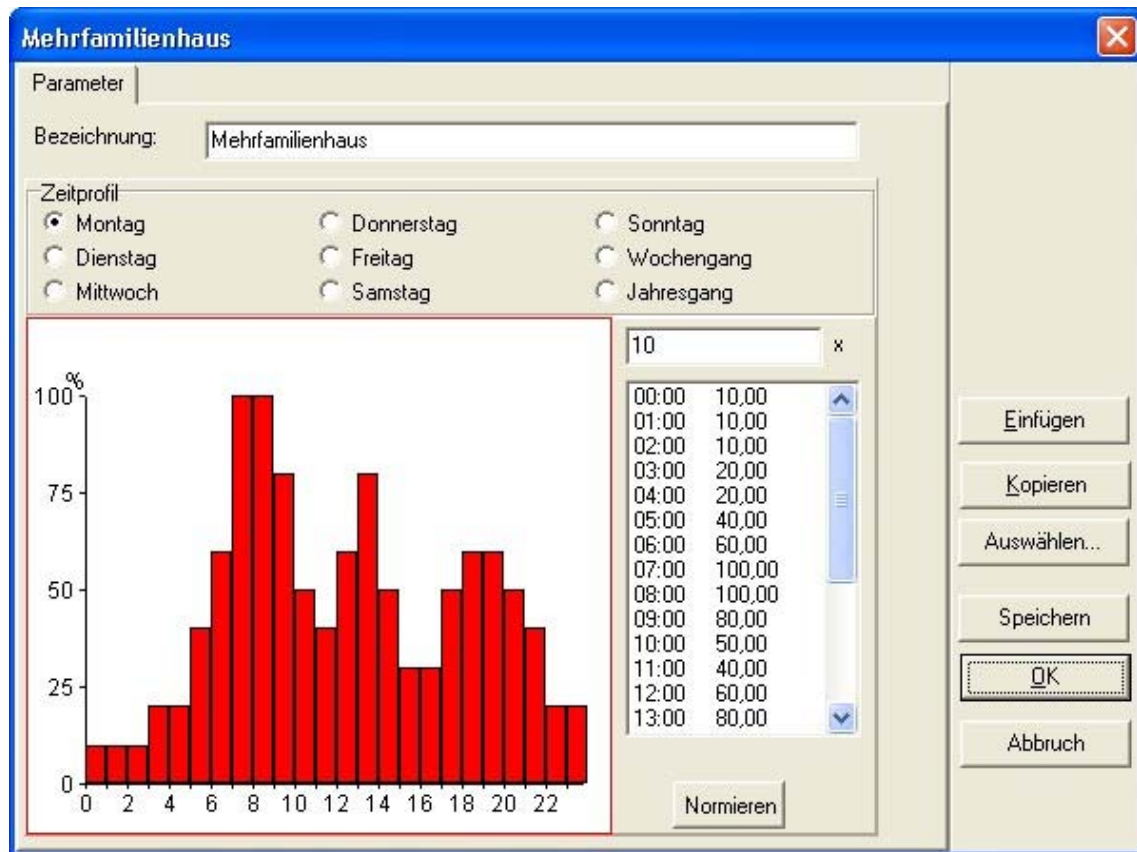 Mehrfamilienhaus
Parameter
Bezeichnung: Mehrfamilienhaus
Zeitprofil
Montag Donnerstag Sonntag
Dienstag Freitag Wochengang
Mittwoch Samstag Jahresgang
10 x
%
100
75
50
25
0
0 2 4 6 8 10 12 14 16 18 20 22
00:00 10,00
01:00 10,00
02:00 10,00
03:00 20,00
04:00 20,00
05:00 40,00
06:00 60,00
07:00 100,00
08:00 100,00
09:00 80,00
10:00 50,00
11:00 40,00
12:00 60,00
13:00 80,00
Normieren
Einfügen
Kopieren
Auswählen...
Speichern
OK
Abbruch